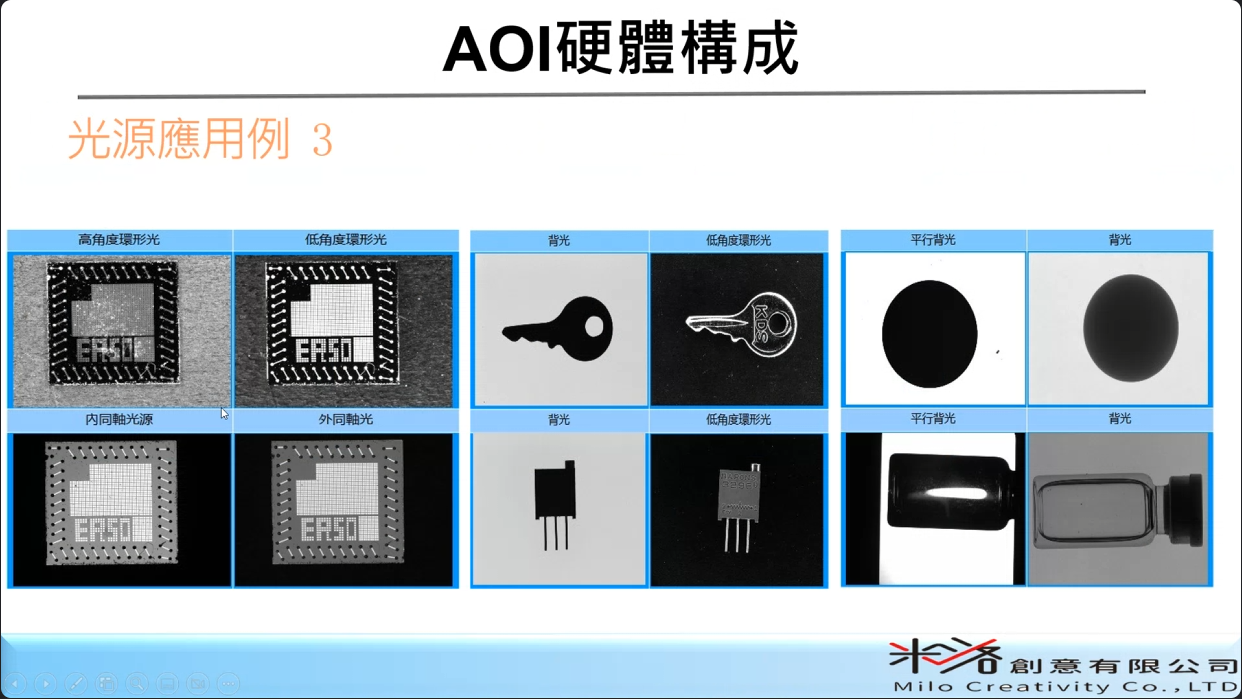 AOI硬體構成
光源應用例 3
高角度環形光 低角度環形光
ERSO ERSO
內同軸光源 外同軸光
ERSO ERSO
背光 低角度環形光
KDS
背光 低角度環形光
平行背光 背光
平行背光 背光
米洛創意有限公司
Milo Creativity Co.,LTD